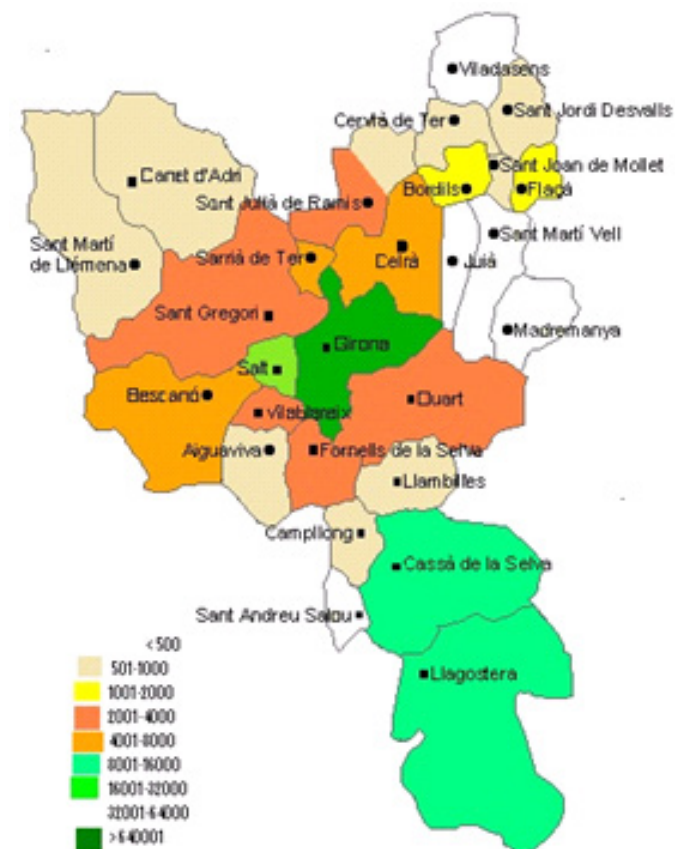 Viladasens
Sant Jordi Desvalls
Cervià de Ter
Sant Joan de Mollet
Canet d'Adri
Bordils
Flaçà
Sant Julià de Ramis
Sant Martí Vell
Sant Martí
de Llémena
Sarrià de Ter
Celrà
Juià
Sant Gregori
Madremanya
Girona
Salt
Bescanó
Quart
Vilablareix
Aiguaviva
Fornells de la Selva
Llambilles
Campllong
Cassà de la Selva
Sant Andreu Salou
Llagostera
<500
501-1000
1001-2000
2001-4000
4001-8000
8001-16000
16001-32000
32001-64000
>640001